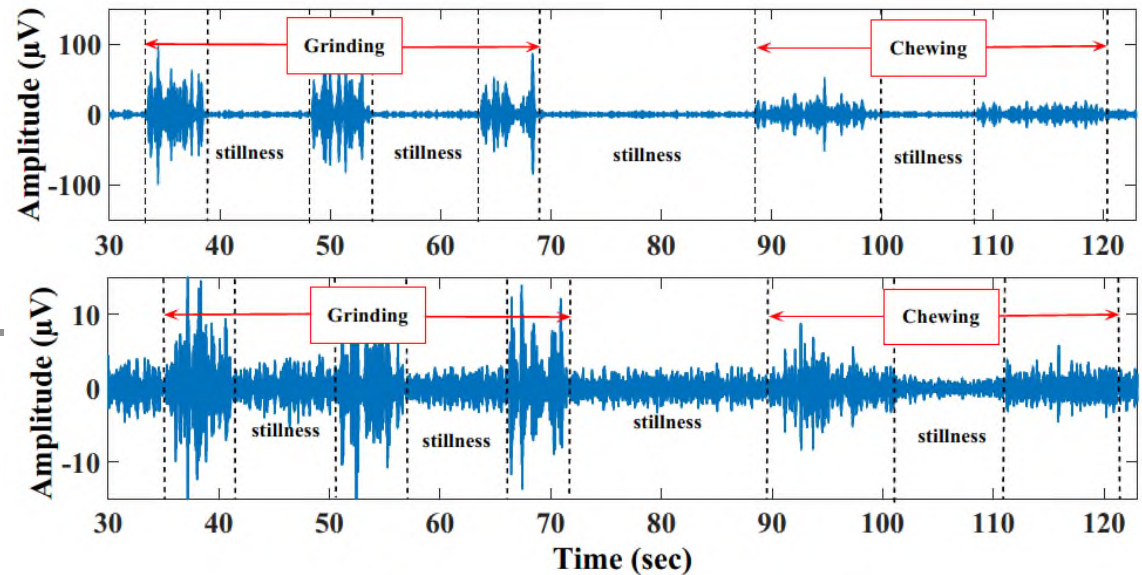 Amplitude (µV)
100
0
-100
Grinding
Chewing
stillness
stillness
stillness
stillness
30 40 50 60 70 80 90 100 110 120
Amplitude (µV)
10
0
-10
Grinding
Chewing
stillness
stillness
stillness
stillness
30 40 50 60 70 80 90 100 110 120
Time (sec)